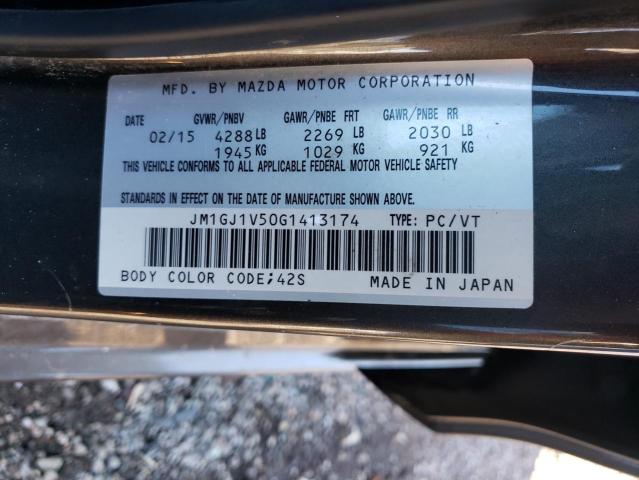 MFD. BY MAZDA MOTOR CORPORATION
DATE GVWR/PNBV GAWR/PNBE FRT GAWR/PNBE RR
02/15 4288 LB 2269 LB 2030 LB
1945 KG 1029 KG 921 KG
THIS VEHICLE CONFORMS TO ALL APPLICABLE FEDERAL MOTOR VEHICLE SAFETY
STANDARDS IN EFFECT ON THE DATE OF MANUFACTURE SHOWN ABOVE.
JM1GJ1V50G1413174 TYPE: PC/VT
BODY COLOR CODE;42S MADE IN JAPAN